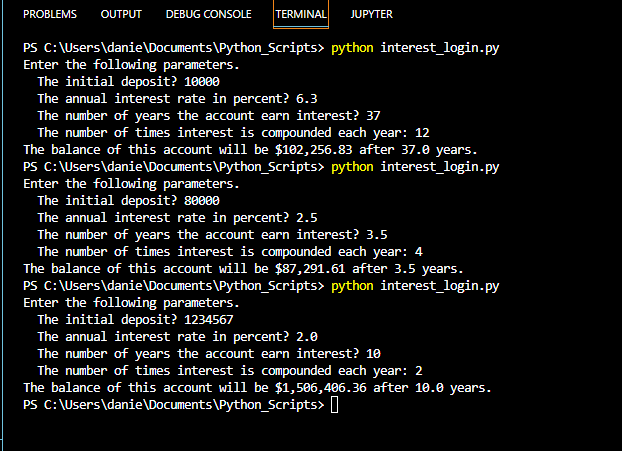 PROBLEMS OUTPUT DEBUG CONSOLE TERMINAL JUPYTER
PS C:\Users\danie\Documents\Python_Scripts> python interest_login.py
Enter the following parameters.
  The initial deposit? 10000
  The annual interest rate in percent? 6.3
  The number of years the account earn interest? 37
  The number of times interest is compounded each year: 12
The balance of this account will be $102,256.83 after 37.0 years.
PS C:\Users\danie\Documents\Python_Scripts> python interest_login.py
Enter the following parameters.
  The initial deposit? 80000
  The annual interest rate in percent? 2.5
  The number of years the account earn interest? 3.5
  The number of times interest is compounded each year: 4
The balance of this account will be $87,291.61 after 3.5 years.
PS C:\Users\danie\Documents\Python_Scripts> python interest_login.py
Enter the following parameters.
  The initial deposit? 1234567
  The annual interest rate in percent? 2.0
  The number of years the account earn interest? 10
  The number of times interest is compounded each year: 2
The balance of this account will be $1,506,406.36 after 10.0 years.
PS C:\Users\danie\Documents\Python_Scripts>